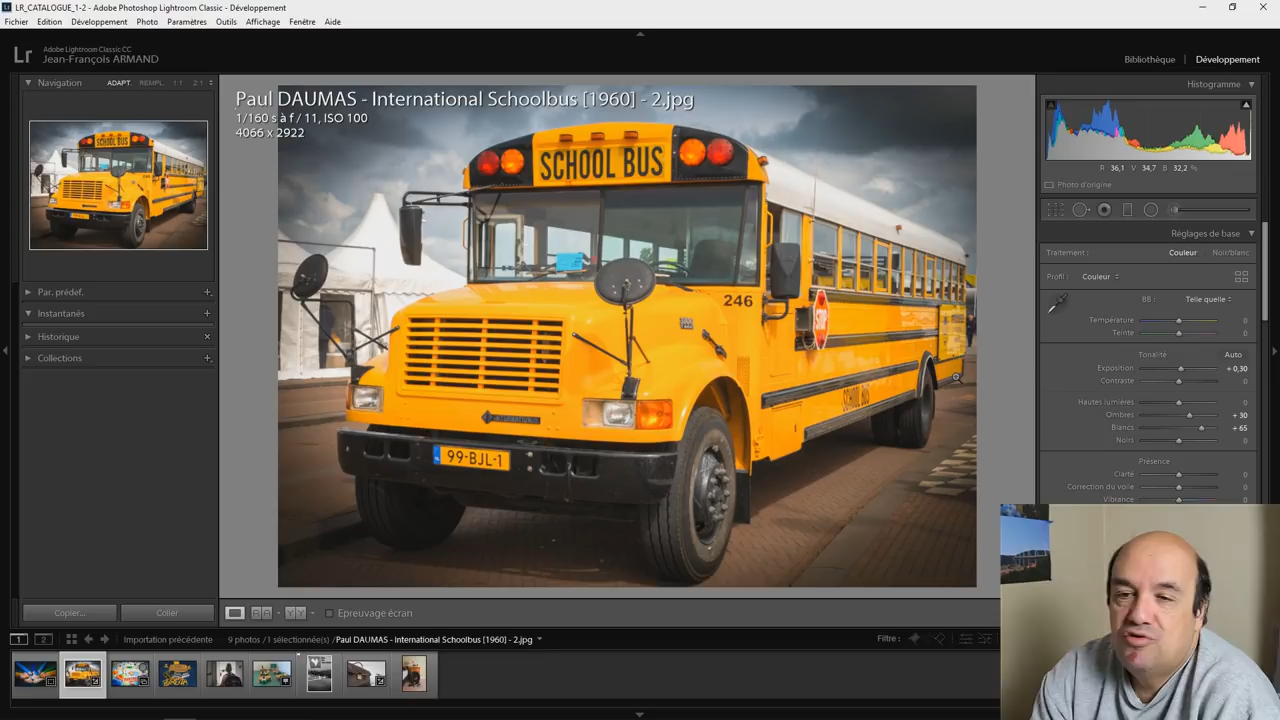 LR_CATALOGUE_1-2 - Adobe Photoshop Lightroom Classic - Développement
Fichier Edition Développement Photo Paramètres Outils Affichage Fenêtre Aide
Lr Adobe Lightroom Classic CC
Jean-François ARMAND
Bibliothèque | Développement
Navigation ADAPT. REMPL. 1:1 2:1
Histogramme
Paul DAUMAS - International Schoolbus [1960] - 2.jpg
1/160 s à f / 11, ISO 100
4066 x 2922
SCHOOL BUS
246
STOP
SCHOOL BUS
99-BJL-1
R 36,1 V 34,7 B 32,2 %
Photo d'origine
Réglages de base
Traitement : Couleur Noir/blanc
Profil : Couleur
BB : Telle quelle
Température 0
Teinte 0
Tonalité Auto
Exposition + 0,30
Contraste 0
Hautes lumières 0
Ombres + 30
Blancs + 65
Noirs 0
Présence
Clarté 0
Correction du voile 0
Vibrance 0
Par. prédef.
Instantanés
Historique
Collections
Copier... Coller
Epreuvage écran
1 2 Importation précédente 9 photos /1 sélectionnée(s) /Paul DAUMAS - International Schoolbus [1960] - 2.jpg
Filtre :